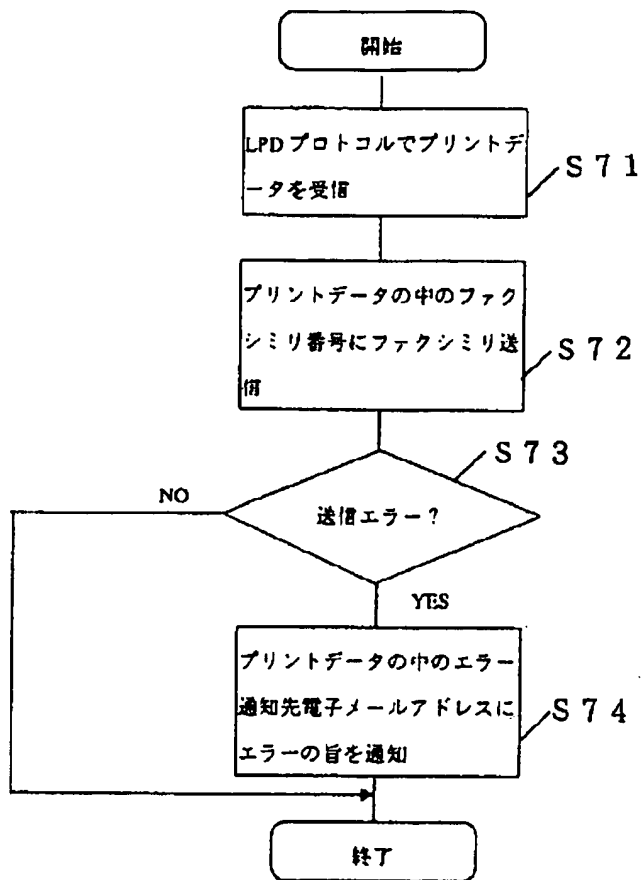 開始
LPDプロトコルでプリントデ
ータを受信
S71
プリントデータの中のファク
シミリ番号にファクシミリ送
信
S72
S73
送信エラー?
NO
YES
プリントデータの中のエラー
通知先電子メールアドレスに
エラーの旨を通知
S74
終了